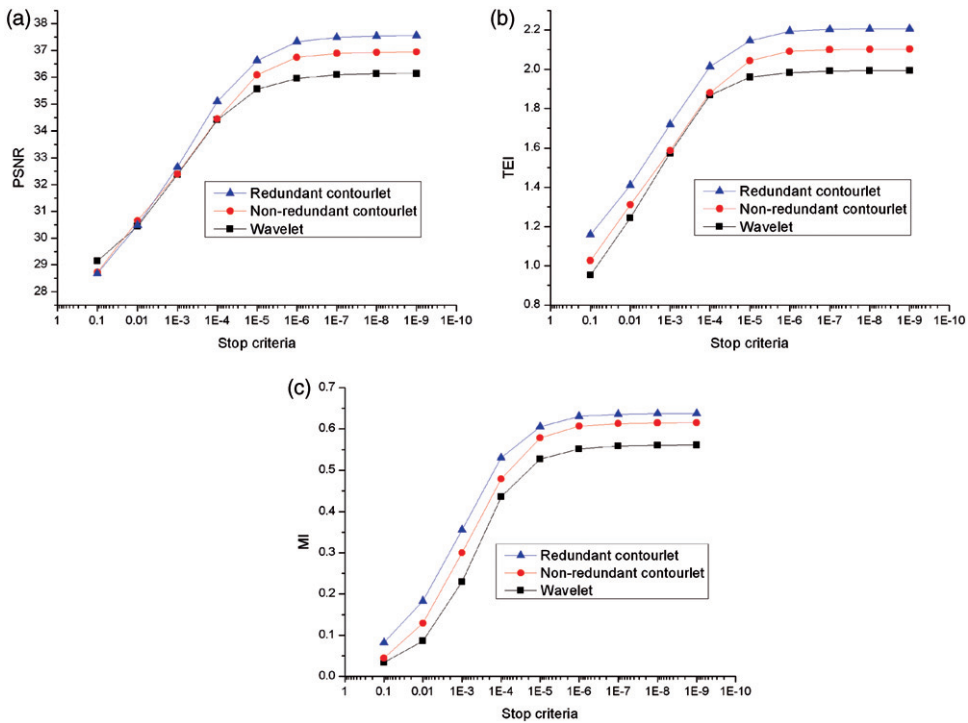 (a)
38
37
36
35
34
33
32
31
30
29
28
PSNR
Redundant contourlet
Non-redundant contourlet
Wavelet
1 0.1 0.01 1E-3 1E-4 1E-5 1E-6 1E-7 1E-8 1E-9 1E-10
Stop criteria
(b)
2.2
2.0
1.8
1.6
1.4
1.2
1.0
0.8
TEI
Redundant contourlet
Non-redundant contourlet
Wavelet
1 0.1 0.01 1E-3 1E-4 1E-5 1E-6 1E-7 1E-8 1E-9 1E-10
Stop criteria
(c)
0.7
0.6
0.5
0.4
0.3
0.2
0.1
0.0
MI
Redundant contourlet
Non-redundant contourlet
Wavelet
1 0.1 0.01 1E-3 1E-4 1E-5 1E-6 1E-7 1E-8 1E-9 1E-10
Stop criteria